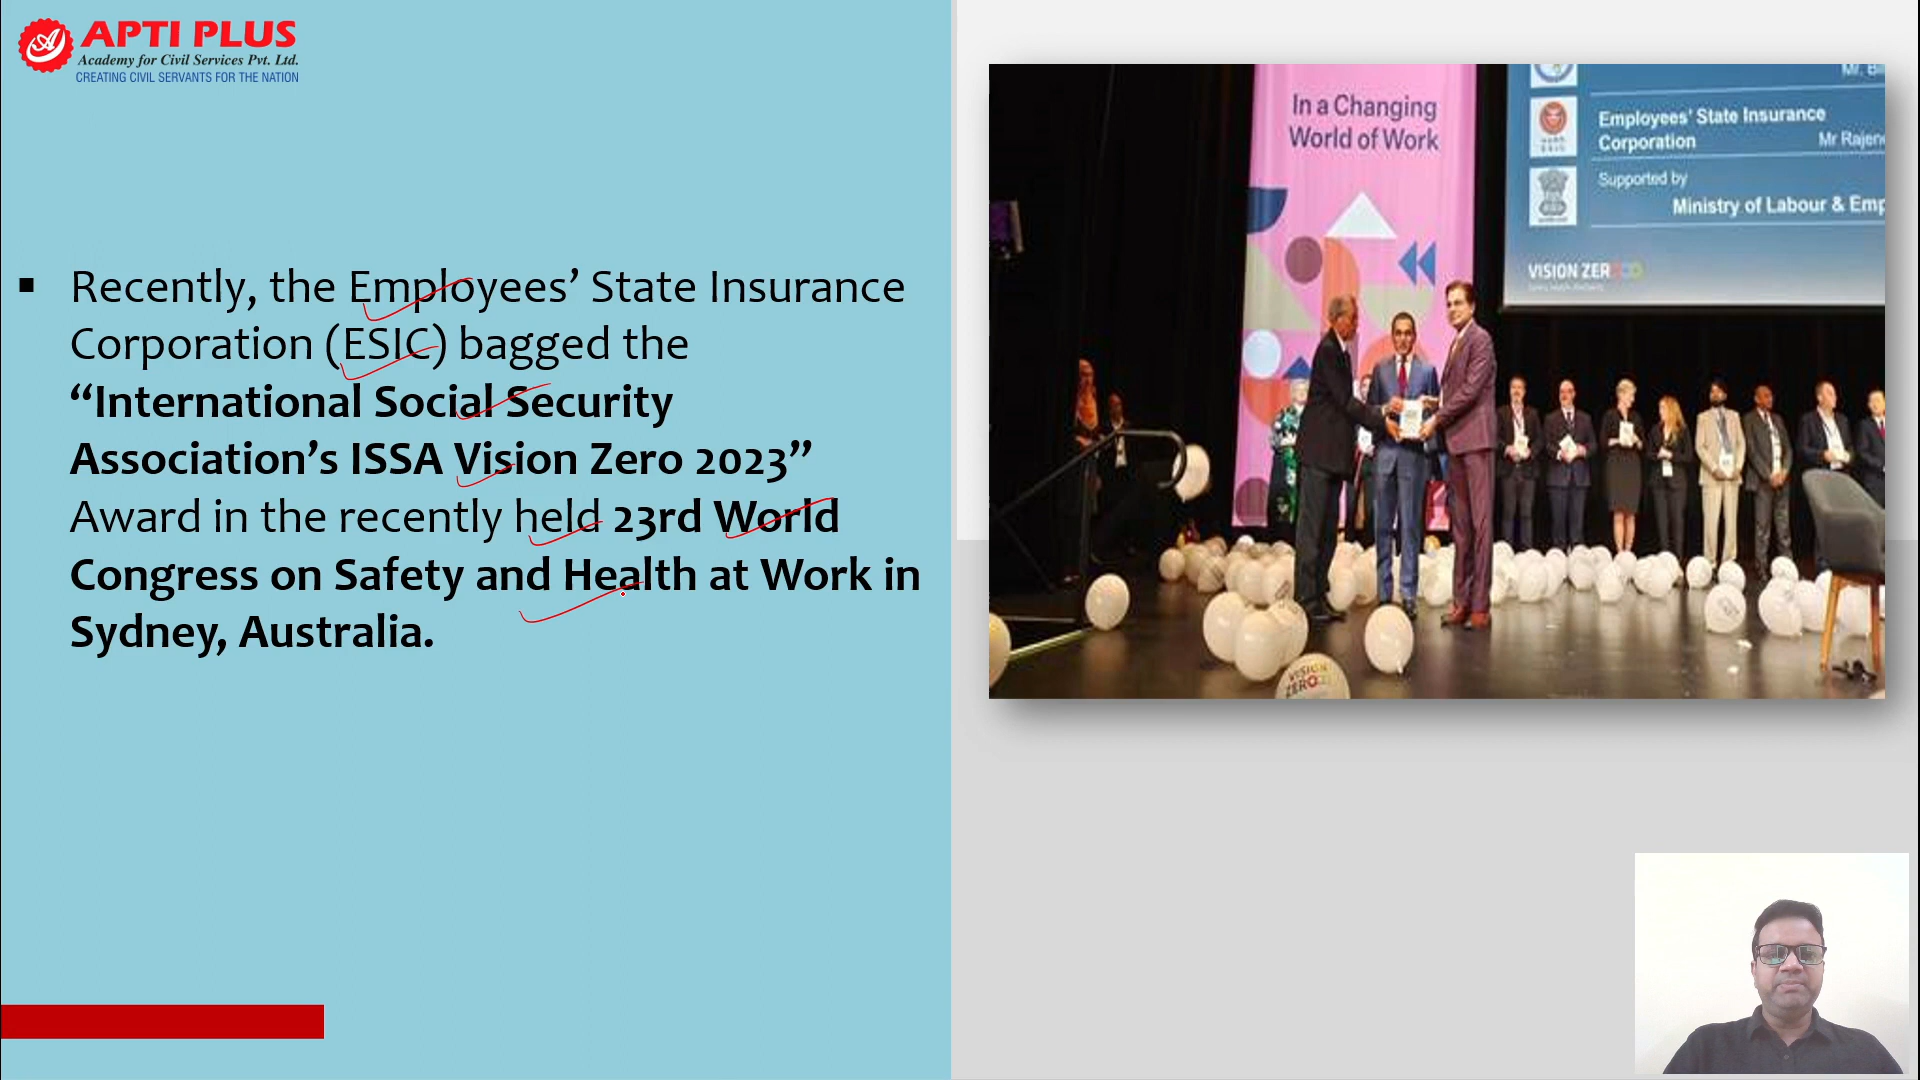 APTI PLUS
Academy for Civil Services Pvt. Ltd.
CREATING CIVIL SERVANTS FOR THE NATION
▪ Recently, the Employees’ State Insurance
Corporation (ESIC) bagged the
“International Social Security
Association’s ISSA Vision Zero 2023”
Award in the recently held 23rd World
Congress on Safety and Health at Work in
Sydney, Australia.
In a Changing
World of Work
Employees’ State Insurance
Corporation
Mr Rajen
Supported by
Ministry of Labour & Emp
VISION ZERO
VISION
ZERO